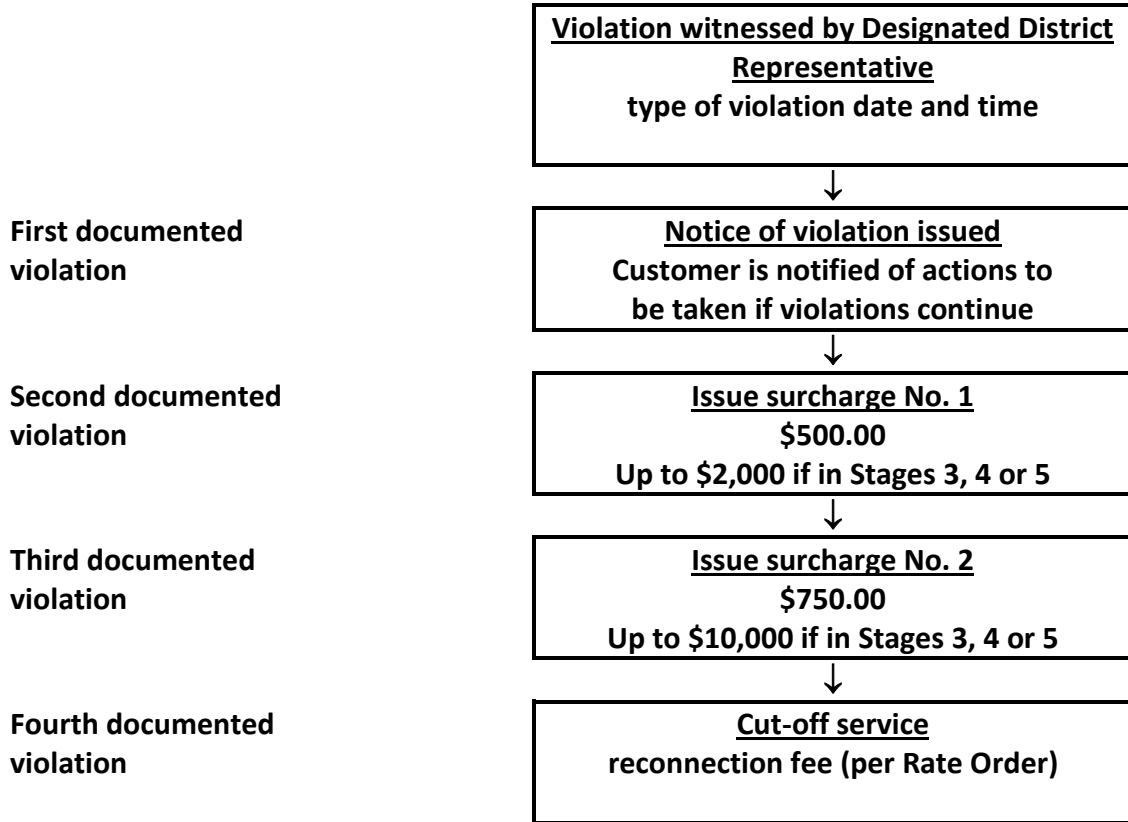 Violation witnessed by Designated District
Representative
type of violation date and time
↓
First documented
violation
Notice of violation issued
Customer is notified of actions to
be taken if violations continue
↓
Second documented
violation
Issue surcharge No. 1
$500.00
Up to $2,000 if in Stages 3, 4 or 5
↓
Third documented
violation
Issue surcharge No. 2
$750.00
Up to $10,000 if in Stages 3, 4 or 5
↓
Fourth documented
violation
Cut-off service
reconnection fee (per Rate Order)